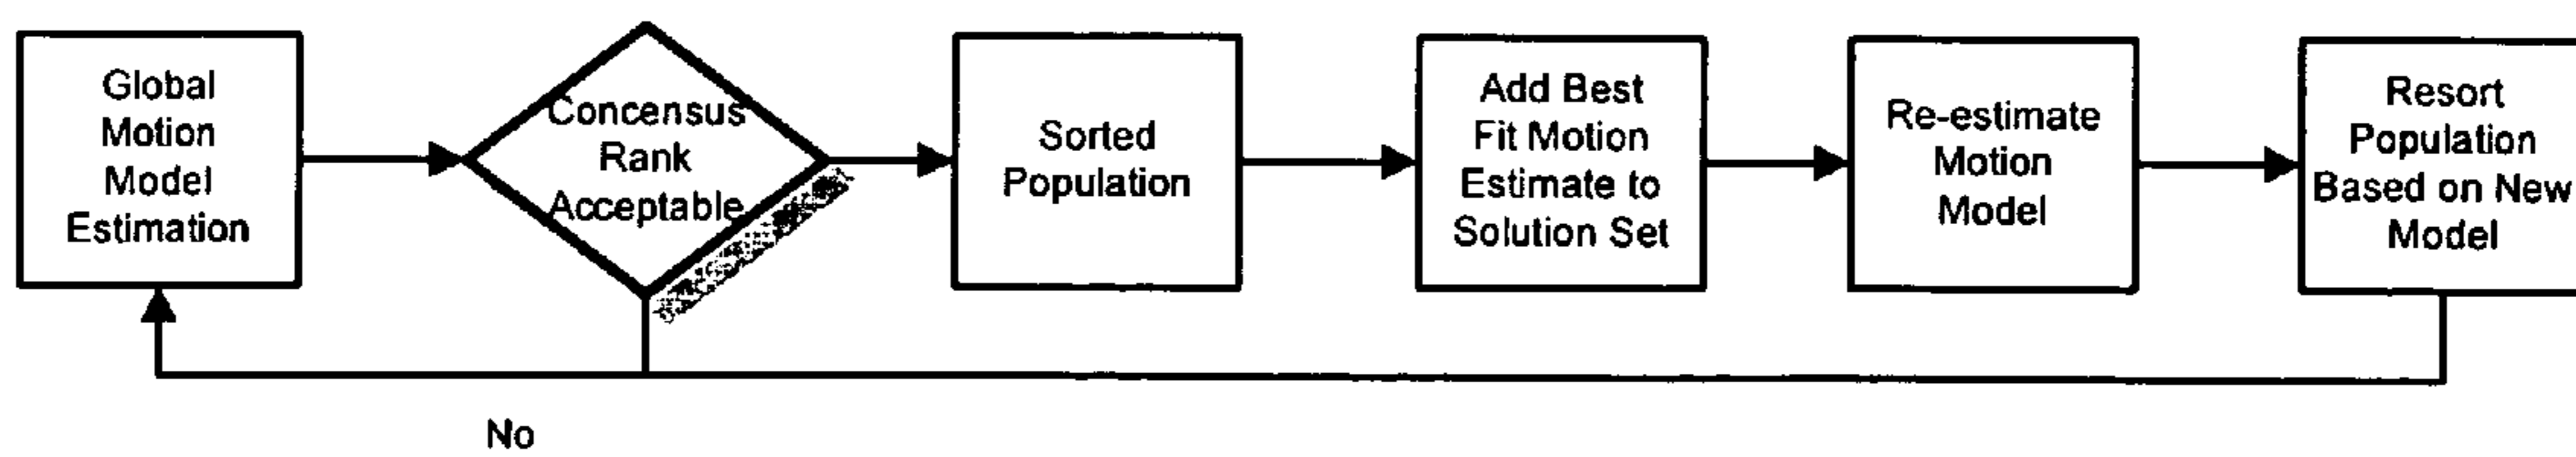 Global
Motion
Model
Estimation
Concensus
Rank
Acceptable
Sorted
Population
Add Best
Fit Motion
Estimate to
Solution Set
Re-estimate
Motion
Model
Resort
Population
Based on New
Model
No